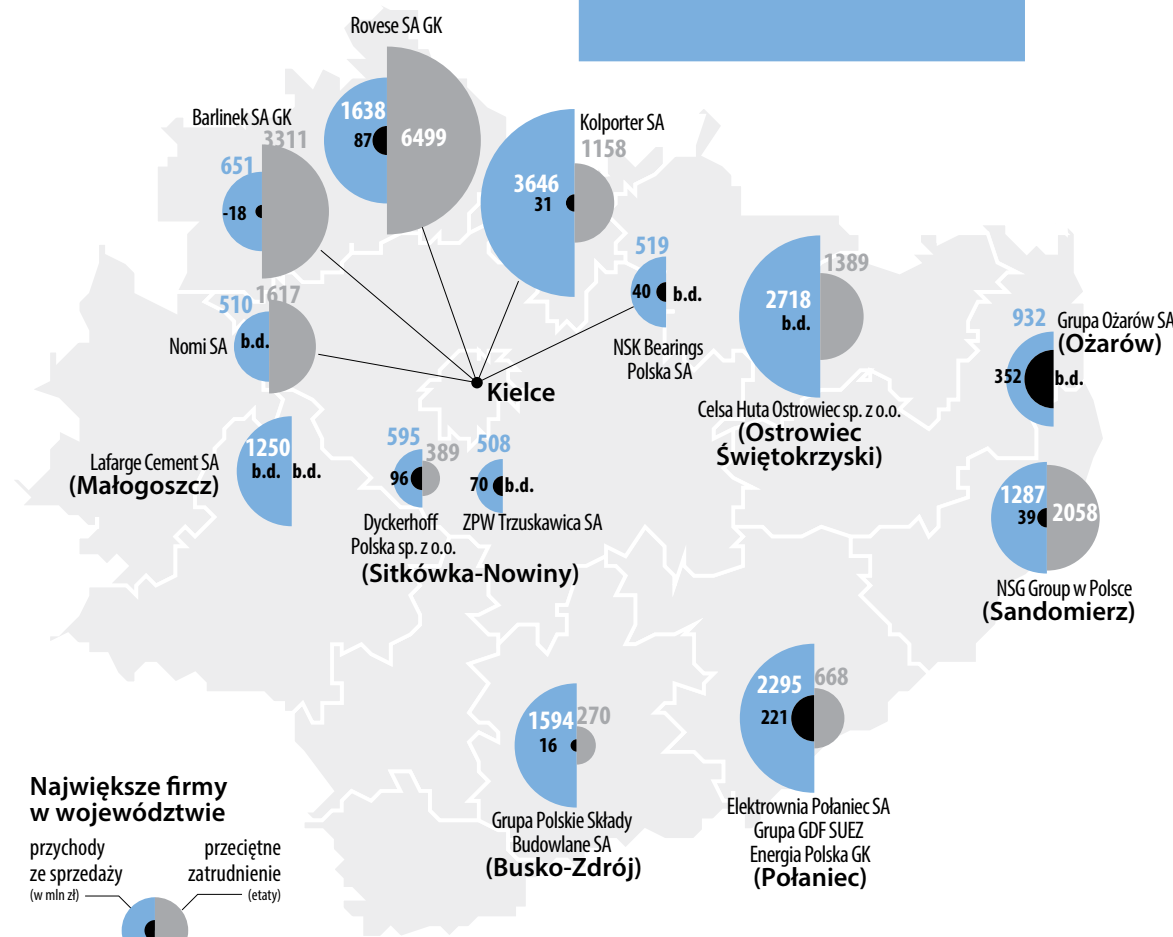 Rovese SA GK
1638
87
6499
Barlinek SA GK
3311
651
-18
Kolporter SA
1158
3646
31
519
40
b.d.
NSK Bearings
Polska SA
1389
2718
b.d.
Celsa Huta Ostrowiec sp. z o.o.
(Ostrowiec
Świętokrzyski)
932
Grupa Ożarów SA
(Ożarów)
352
b.d.
1617
510
b.d.
Nomi SA
Kielce
1250
b.d.
b.d.
Lafarge Cement SA
(Małogoszcz)
595
389
96
Dyckerhoff
Polska sp. z o.o.
508
70
b.d.
ZPW Trzuskawica SA
(Sitkówka-Nowiny)
1287
39
2058
NSG Group w Polsce
(Sandomierz)
1594
270
16
Grupa Polskie Składy
Budowlane SA
(Busko-Zdrój)
2295
668
221
Elektrownia Połaniec SA
Grupa GDF SUEZ
Energia Polska GK
(Połaniec)
Największe firmy
w województwie
przychody
ze sprzedaży
(w mln zł)
przeciętne
zatrudnienie
(etaty)